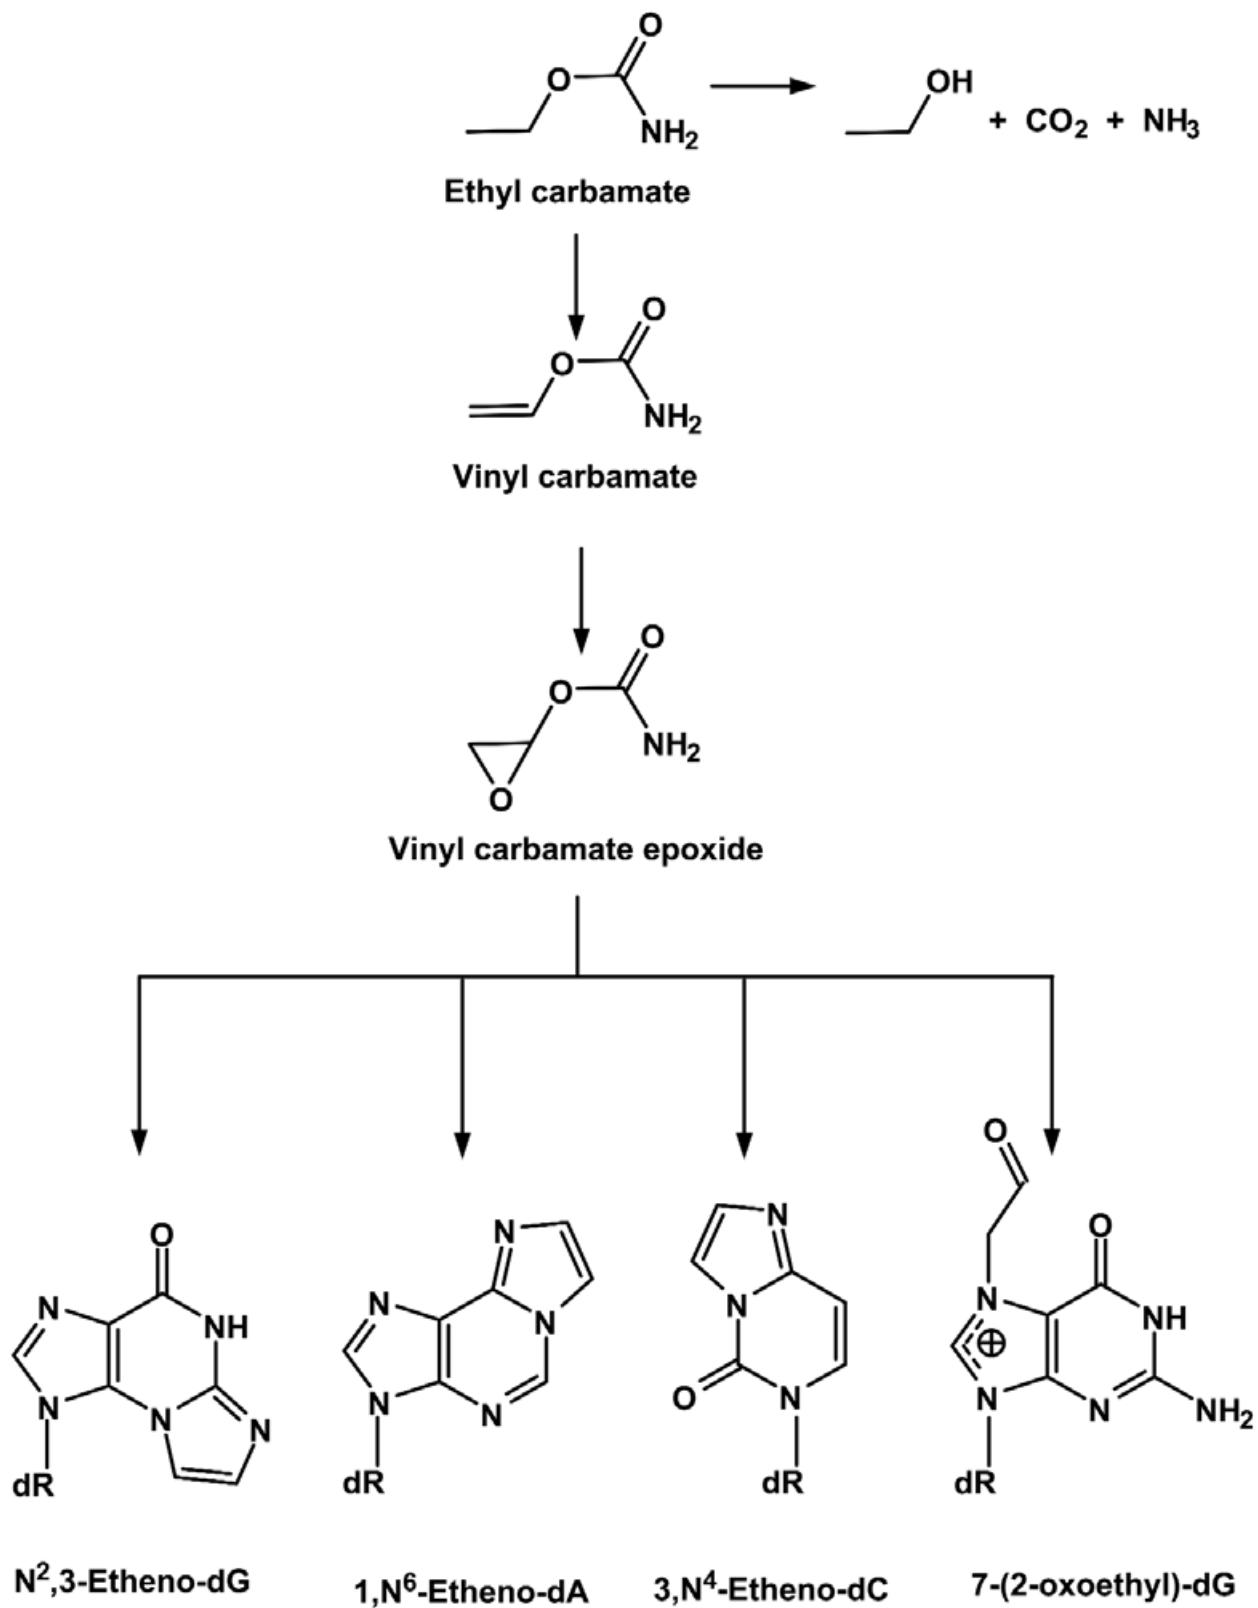 O
O
NH2
Ethyl carbamate
OH
+ CO2 + NH3
O
O
NH2
Vinyl carbamate
O
O
NH2
O
Vinyl carbamate epoxide
O
N
NH
N
N
N
dR
N2,3-Etheno-dG
N
N
N
N
N
dR
1,N6-Etheno-dA
N
N
O
N
dR
3,N4-Etheno-dC
O
O
N
NH
⊕
N
N
NH2
dR
7-(2-oxoethyl)-dG